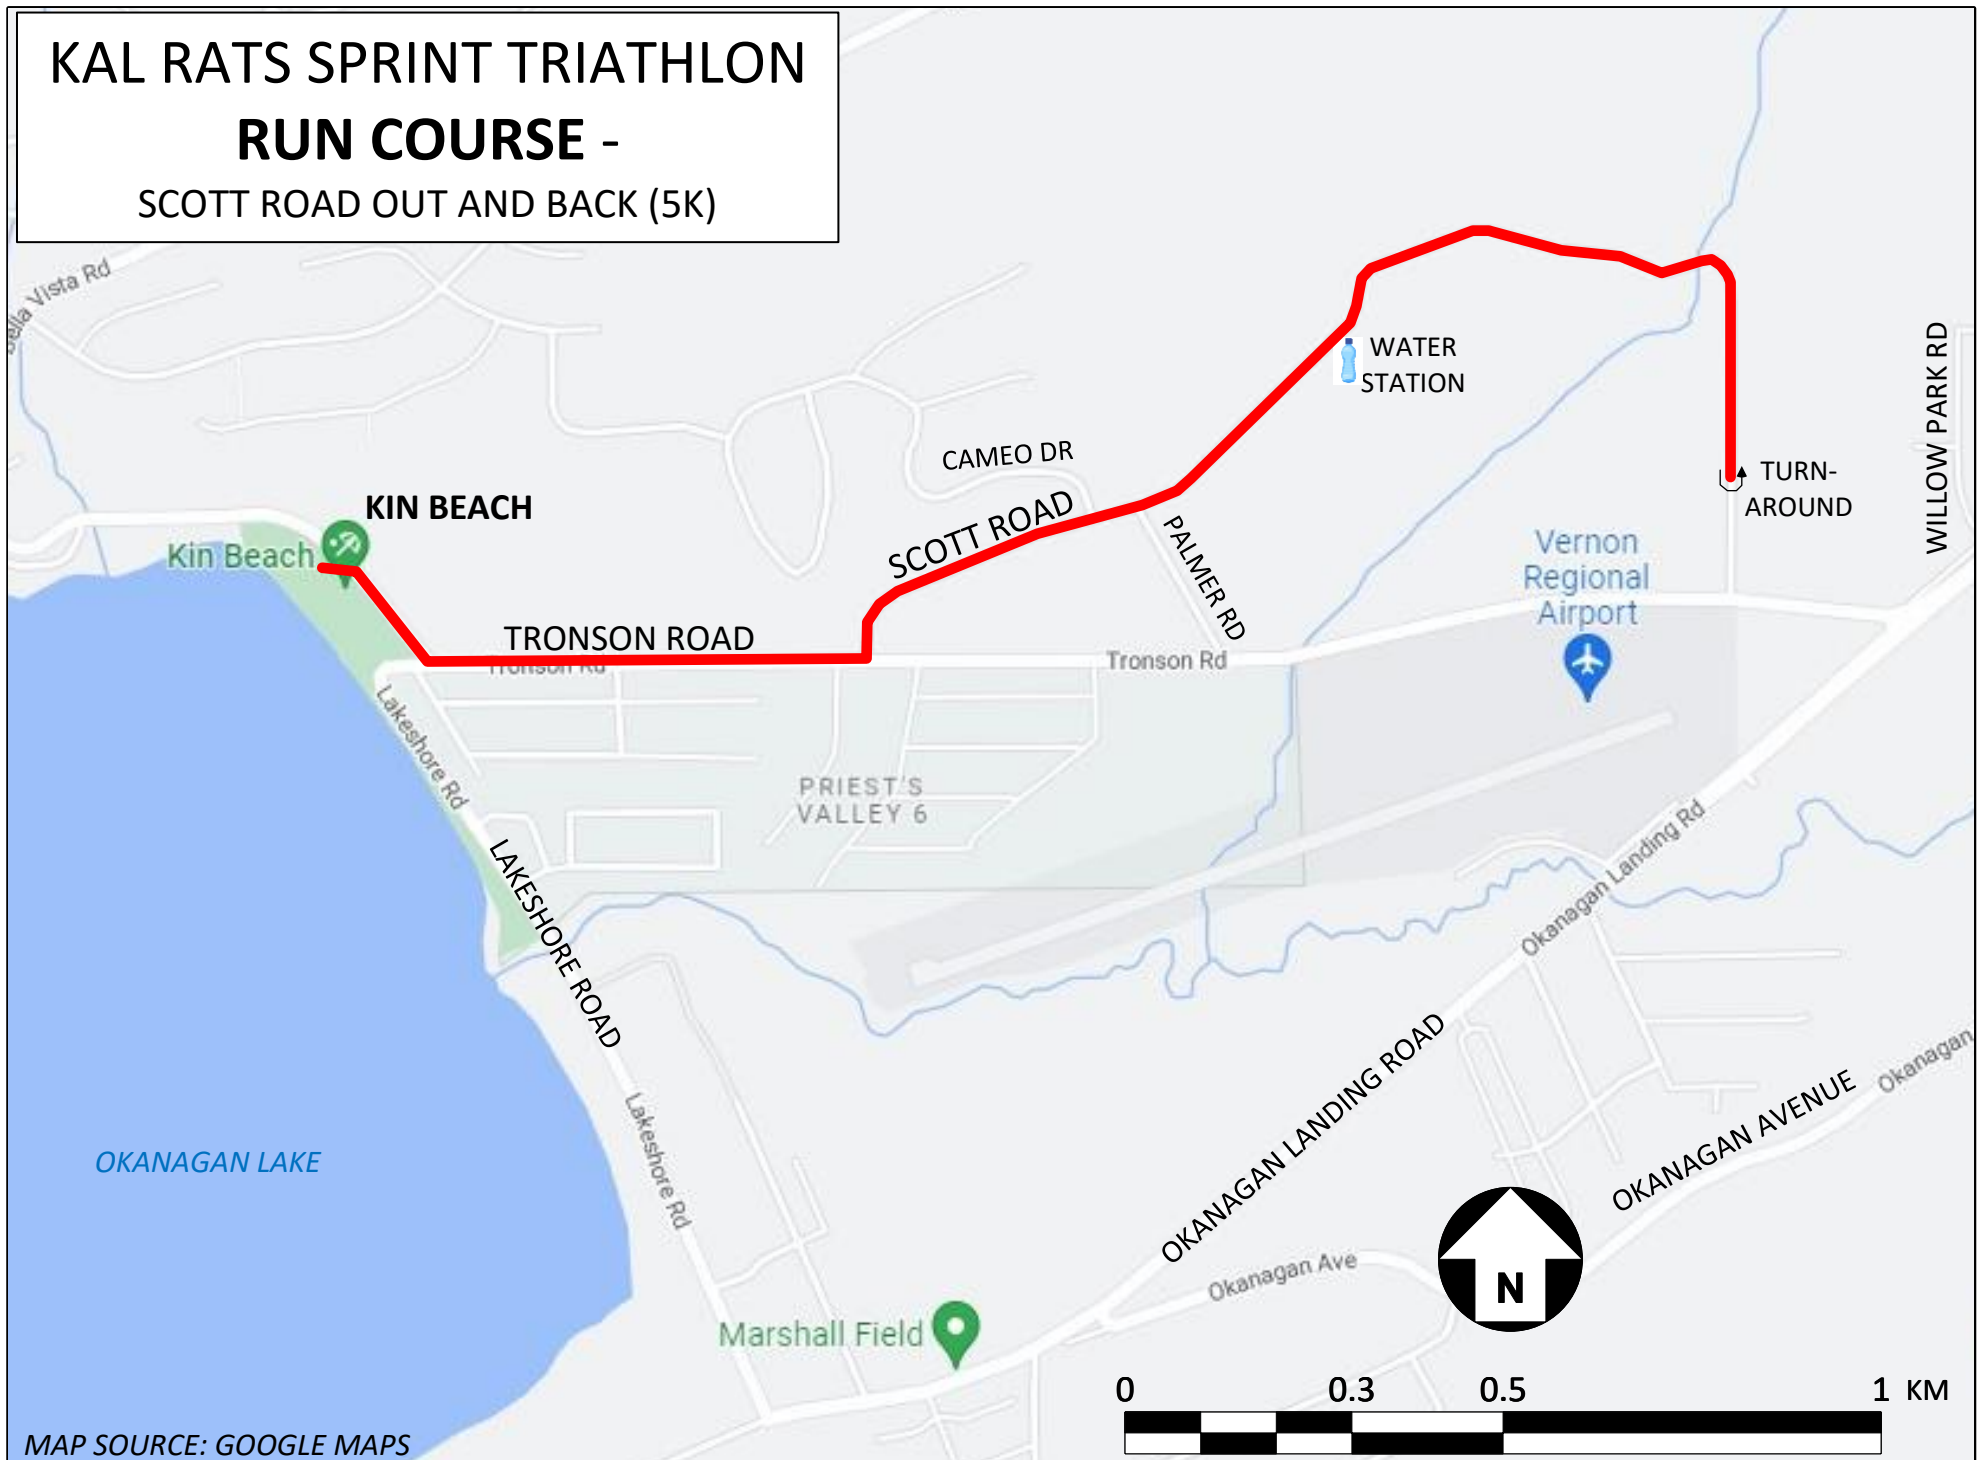 KAL RATS SPRINT TRIATHLON
RUN COURSE -
SCOTT ROAD OUT AND BACK (5K)
Bella Vista Rd
WATER
STATION
WILLOW PARK RD
CAMEO DR
TURN-
AROUND
KIN BEACH
Kin Beach
SCOTT ROAD
PALMER RD
Vernon
Regional
Airport
TRONSON ROAD
Tronson Rd
Tronson Rd
Lakeshore Rd
PRIEST'S
VALLEY 6
LAKESHORE ROAD
Okanagan Landing Rd
OKANAGAN LANDING ROAD
Okanagan
OKANAGAN AVENUE
Lakeshore Rd
OKANAGAN LAKE
Okanagan Ave
N
Marshall Field
0 0.3 0.5 1 KM
MAP SOURCE: GOOGLE MAPS